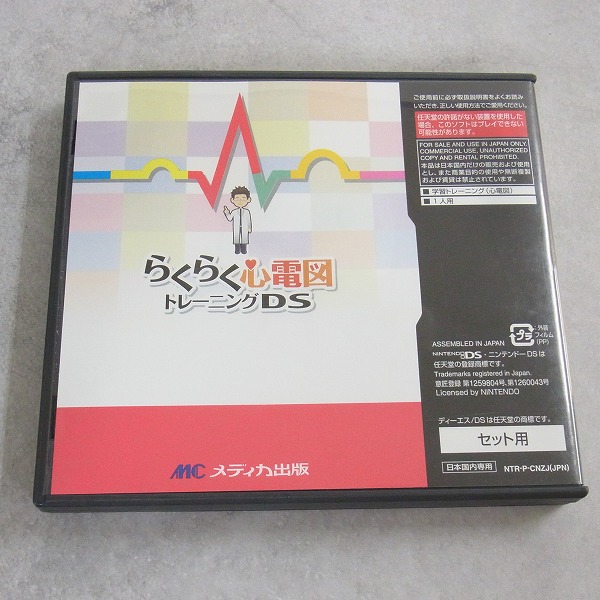 らくらく心電図
トレーニングDS
MC メディカ出版
ご使用前に必ず取扱説明書をよくお読み
いただき、正しい使用方法でご愛用ください。
任天堂の許諾がない装置を使用した
場合、このソフトはプレイできない
可能性があります。
FOR SALE AND USE IN JAPAN ONLY.
COMMERCIAL USE, UNAUTHORIZED
COPY AND RENTAL PROHIBITED.
本品は日本国内だけの販売および使用
とし、また商業目的の使用や無断複製
および賃貸は禁止されています。
■学習トレーニング(心電図)
■1人用
ASSEMBLED IN JAPAN
プラ
:外装
フィルム
(PP)
NINTENDO DS・ニンテンドーDSは
任天堂の登録商標です。
Trademarks registered in Japan.
意匠登録 第1259804号, 第1260043号
Licensed by NINTENDO
ディーエス/DSは任天堂の商標です。
セット用
日本国内専用
NTR-P-CNZJ(JPN)